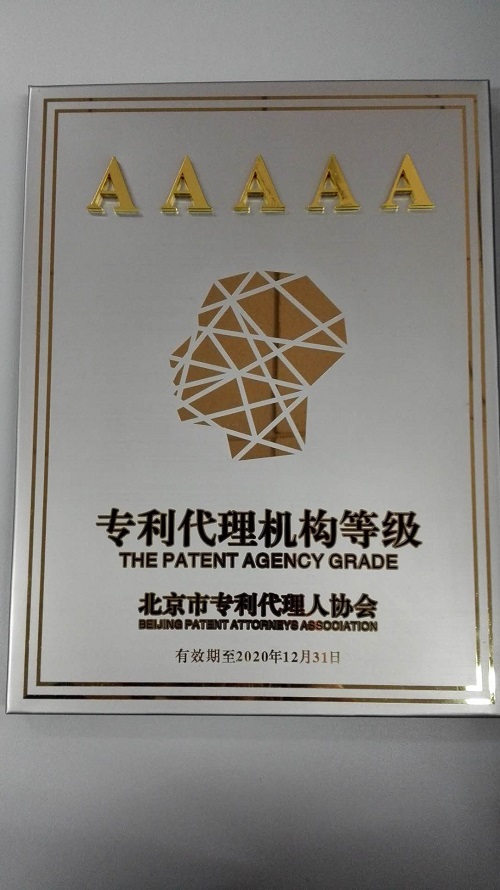 AAAAA
专利代理机构等级
THE PATENT AGENCY GRADE
北京市专利代理人协会
BEIJING PATENT ATTORNEYS ASSOCIATION
有效期至2020年12月31日